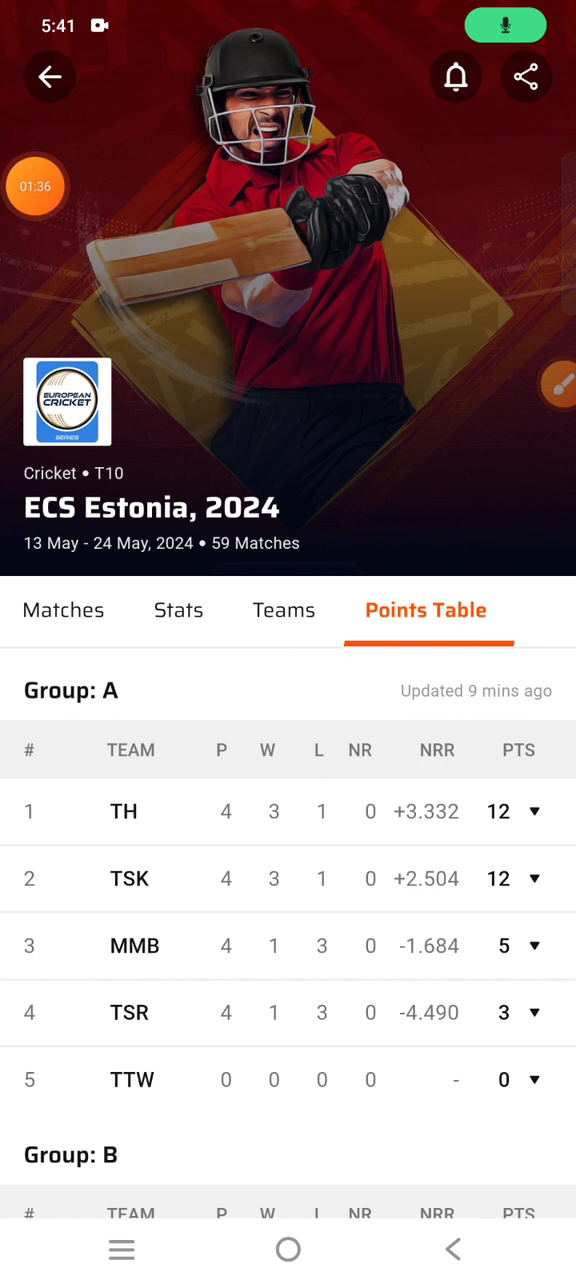 5:41
01:36
EUROPEAN
CRICKET
SERIES
Cricket • T10
ECS Estonia, 2024
13 May - 24 May, 2024 • 59 Matches
Matches Stats Teams Points Table
Group: A Updated 9 mins ago
# TEAM P W L NR NRR PTS
1 TH 4 3 1 0 +3.332 12
2 TSK 4 3 1 0 +2.504 12
3 MMB 4 1 3 0 -1.684 5
4 TSR 4 1 3 0 -4.490 3
5 TTW 0 0 0 0 - 0
Group: B
# TEAM P W L NR NRR PTS